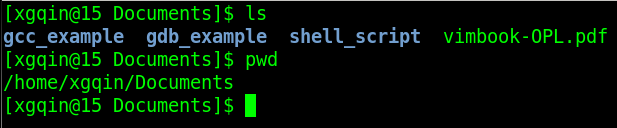 [xgqin@15 Documents]$ ls
gcc_example  gdb_example  shell_script  vimbook-OPL.pdf
[xgqin@15 Documents]$ pwd
/home/xgqin/Documents
[xgqin@15 Documents]$